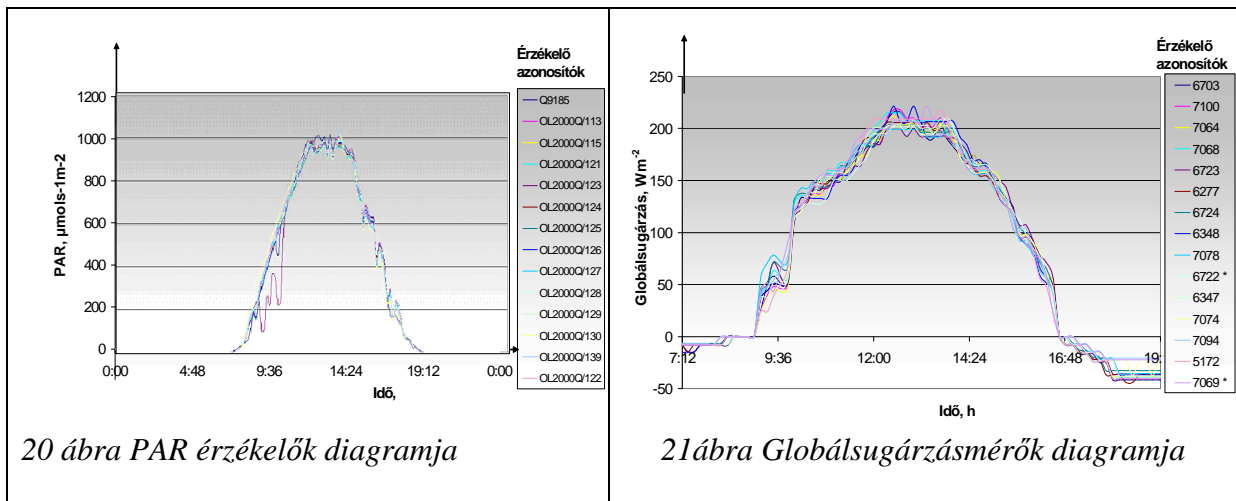 Érzékelő
azonosítók
1200
1000
800
600
400
200
0
PAR, µmols-1m-2
0:00 4:48 9:36 14:24 19:12 0:00
Idő,
Q9185
OL2000Q/113
OL2000Q/115
OL2000Q/121
OL2000Q/123
OL2000Q/124
OL2000Q/125
OL2000Q/126
OL2000Q/127
OL2000Q/128
OL2000Q/129
OL2000Q/130
OL2000Q/139
OL2000Q/122
20 ábra PAR érzékelők diagramja
Érzékelő
azonosítók
250
200
150
100
50
0
-50
Globálsugárzás, Wm-2
7:12 9:36 12:00 14:24 16:48 19:
Idő, h
6703
7100
7064
7068
6723
6277
6724
6348
7078
6722 *
6347
7074
7094
5172
7069 *
21ábra Globálsugárzásmérők diagramja